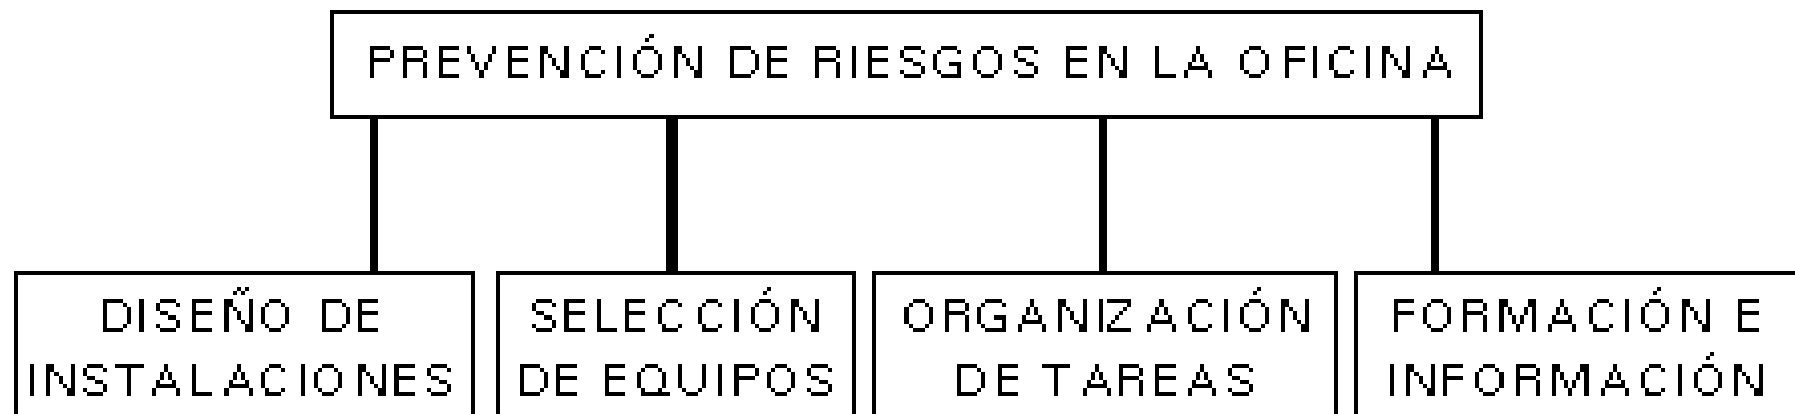 PREVENCIÓN DE RIESGOS EN LA OFICINA
DISEÑO DE
INSTALACIONES
SELECCIÓN
DE EQUIPOS
ORGANIZACIÓN
DE TAREAS
FORMACIÓN E
INFORMACIÓN